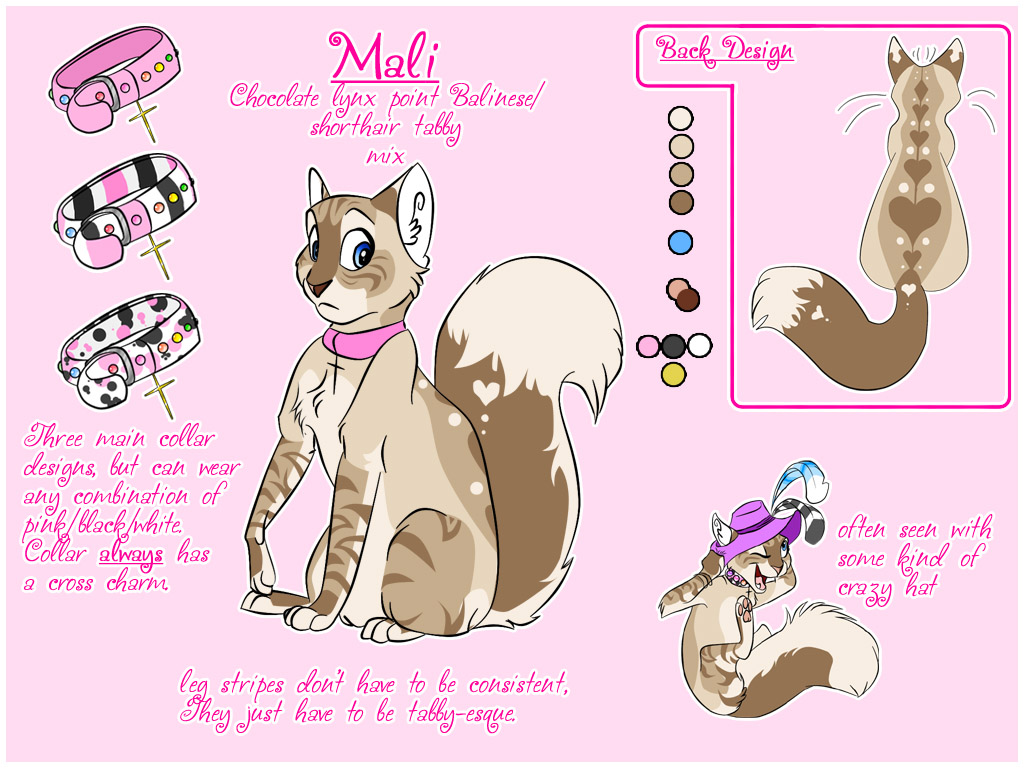 Mali
Chocolate lynx point Balinese/
shorthair tabby
mix
Back Design
Three main collar
designs, but can wear
any combination of
pink/black/white.
Collar always has
a cross charm.
often seen with
some kind of
crazy hat
leg stripes don't have to be consistent,
They just have to be tabby-esque.